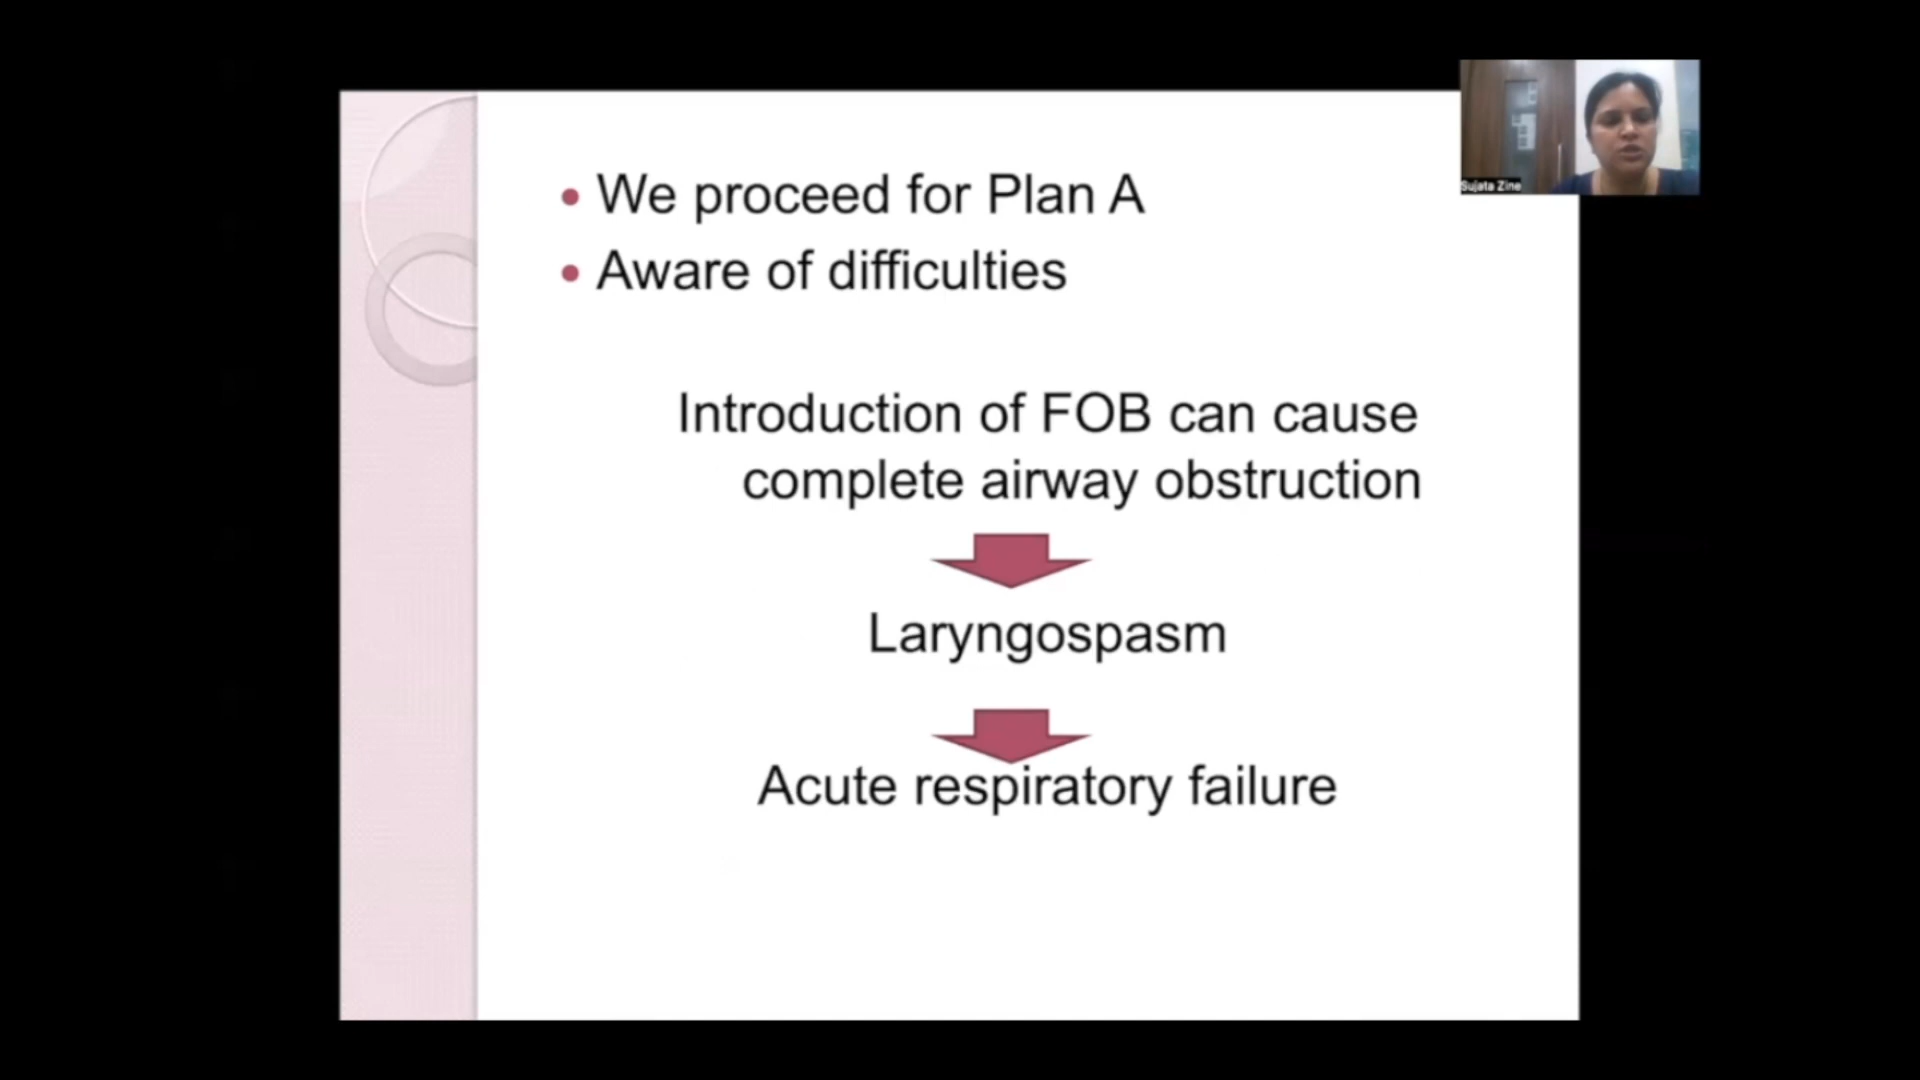 We proceed for Plan A
Aware of difficulties
Introduction of FOB can cause
complete airway obstruction
Laryngospasm
Acute respiratory failure
Sujata Zine